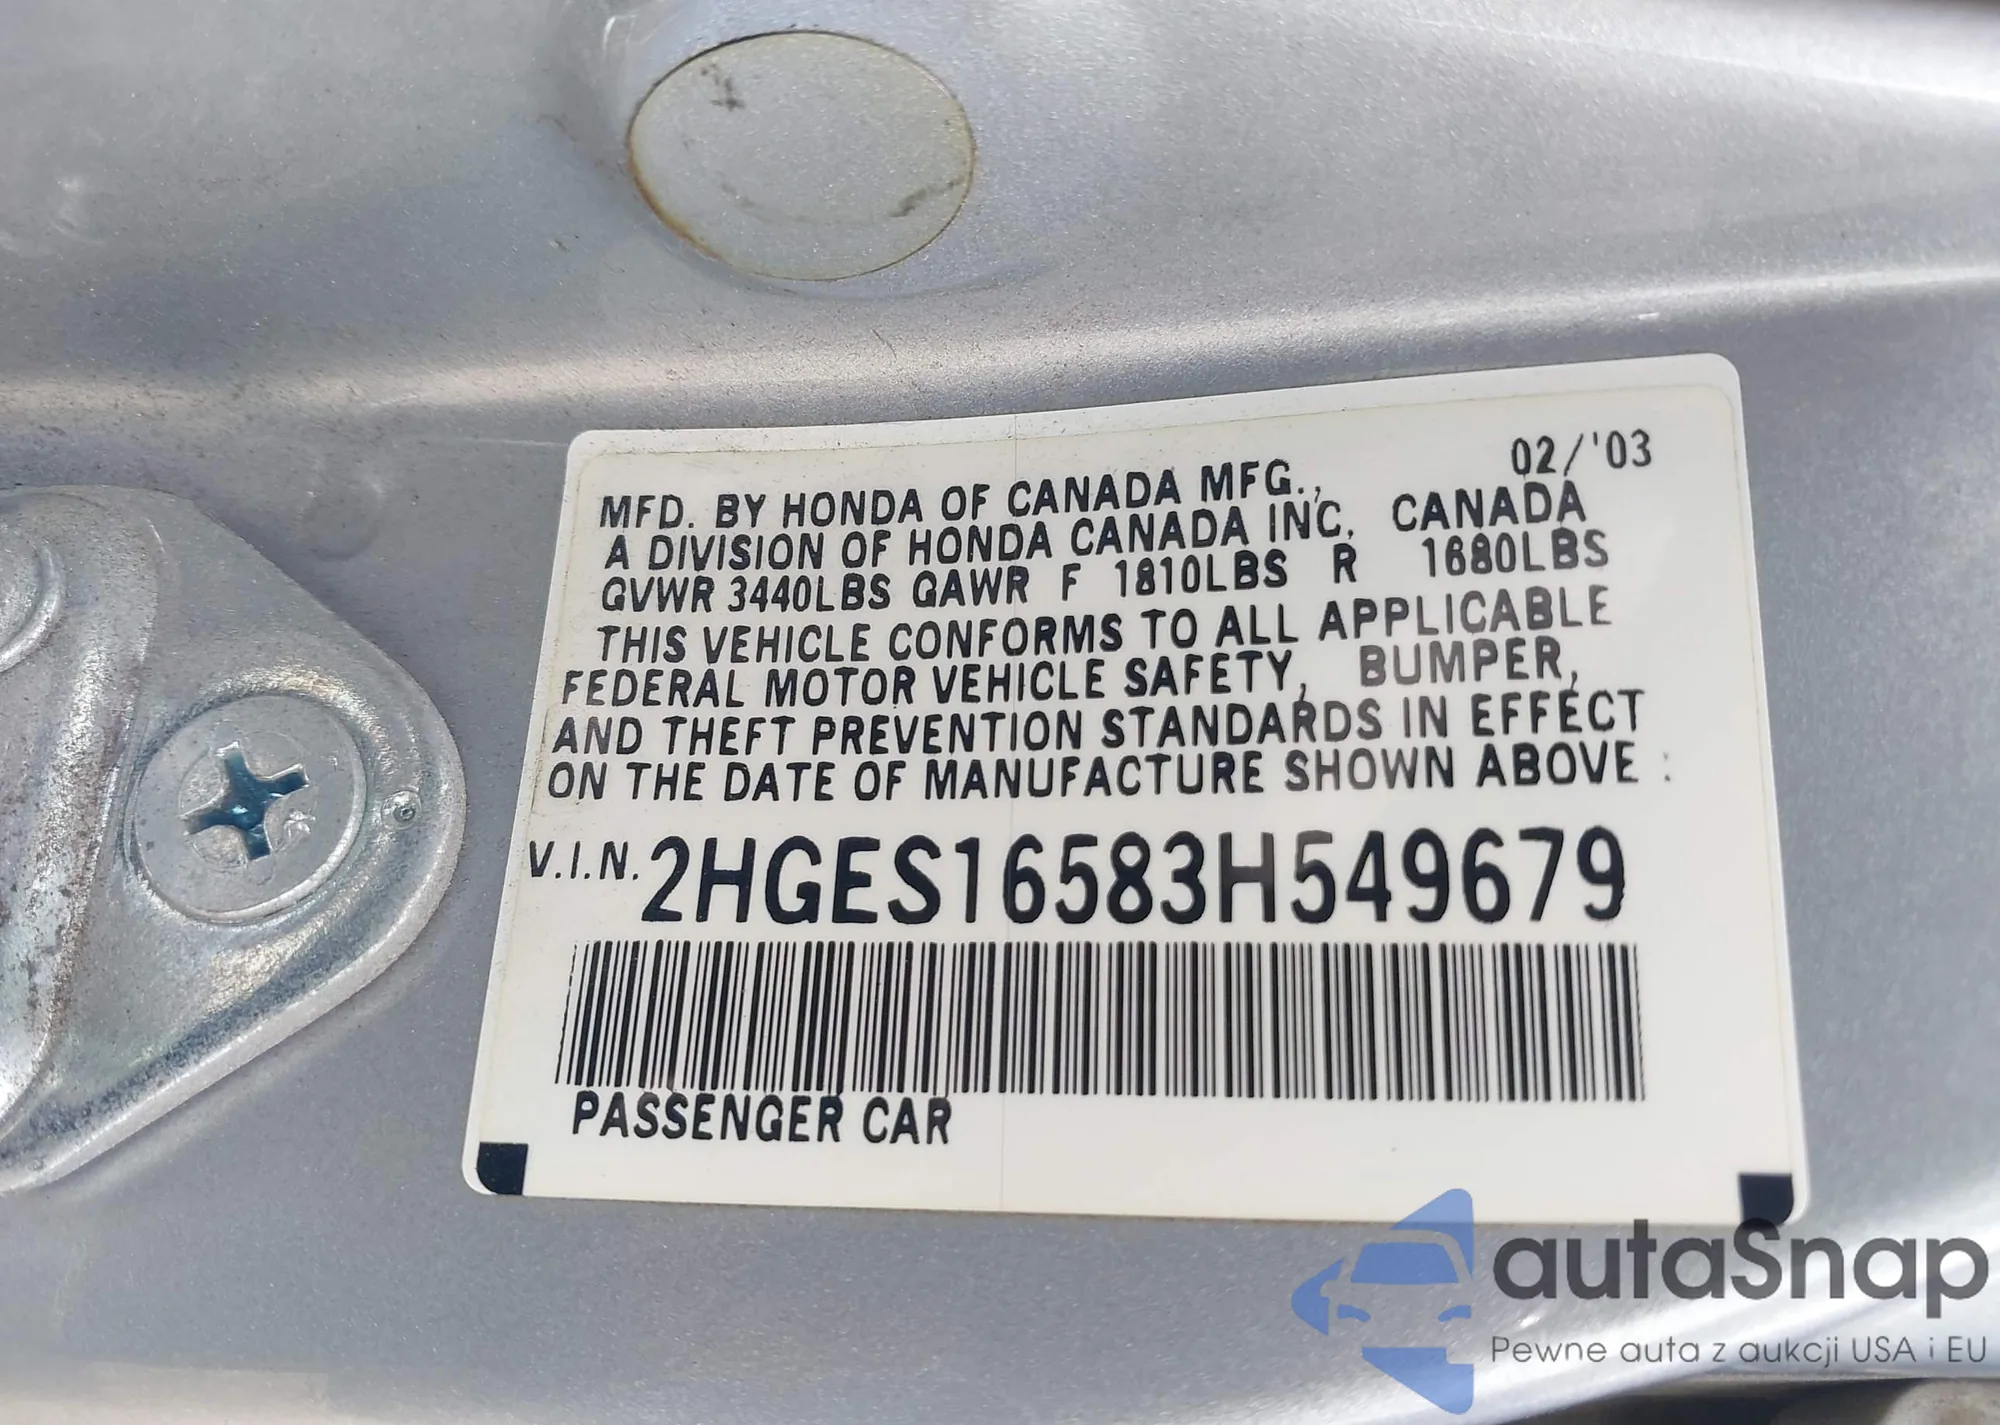 02/'03
MFD. BY HONDA OF CANADA MFG.,
A DIVISION OF HONDA CANADA INC. CANADA
GVWR 3440LBS GAWR F 1810LBS R 1680LBS
THIS VEHICLE CONFORMS TO ALL APPLICABLE
FEDERAL MOTOR VEHICLE SAFETY, BUMPER,
AND THEFT PREVENTION STANDARDS IN EFFECT
ON THE DATE OF MANUFACTURE SHOWN ABOVE :
V.I.N. 2HGES16583H549679
PASSENGER CAR
autaSnap
Pewne auta z aukcji USA i EU